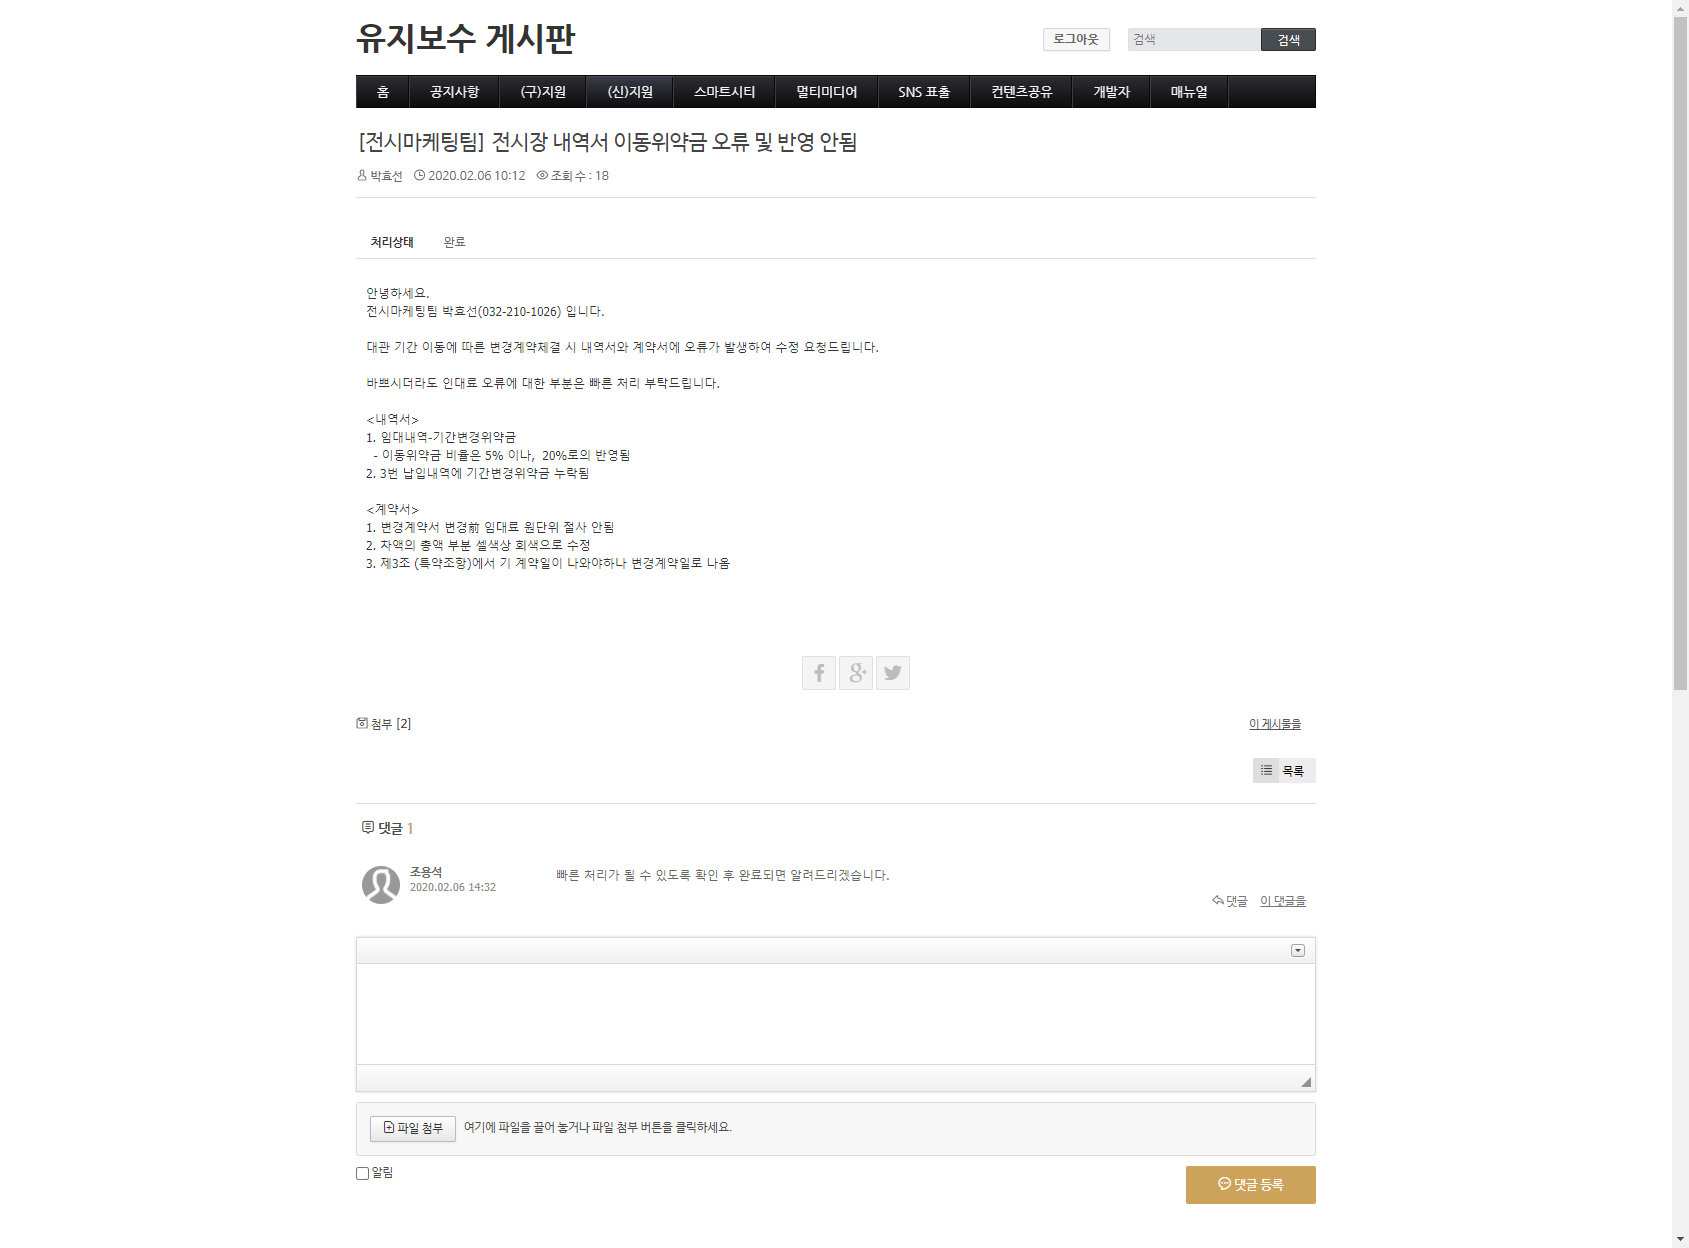 유지보수 게시판
로그아웃
검색
검색
홈 공지사항 (구)지원 (신)지원 스마트시티 멀티미디어 SNS 표출 컨텐츠공유 개발자 매뉴얼
[전시마케팅팀] 전시장 내역서 이동위약금 오류 및 반영 안됨
박효선 2020.02.06 10:12 조회 수 : 18
처리상태 완료
안녕하세요.
전시마케팅팀 박효선(032-210-1026) 입니다.
대관 기간 이동에 따른 변경계약체결 시 내역서와 계약서에 오류가 발생하여 수정 요청드립니다.
바쁘시더라도 인대료 오류에 대한 부분은 빠른 처리 부탁드립니다.
<내역서>
1. 임대내역-기간변경위약금
- 이동위약금 비율은 5% 이나, 20%로의 반영됨
2. 3번 납입내역에 기간변경위약금 누락됨
<계약서>
1. 변경계약서 변경前 임대료 원단위 절사 안됨
2. 차액의 총액 부분 셀색상 회색으로 수정
3. 제3조 (특약조항)에서 기 계약일이 나와야하나 변경계약일로 나옴
첨부 [2]
이 게시물을
목록
댓글 1
조용석
2020.02.06 14:32
빠른 처리가 될 수 있도록 확인 후 완료되면 알려드리겠습니다.
댓글 이 댓글을
파일 첨부 여기에 파일을 끌어 놓거나 파일 첨부 버튼을 클릭하세요.
알림
댓글 등록